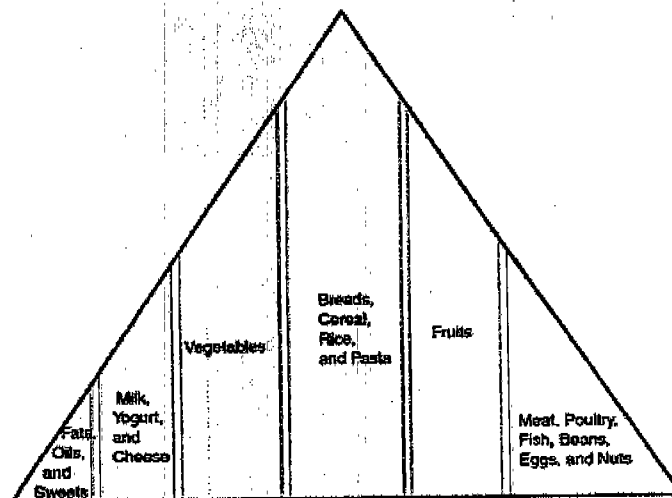 Fats,
Oils,
and
Sweets
Milk,
Yogurt,
and
Cheese
Vegetables
Breads,
Cereal,
Rice,
and Pasta
Fruits
Meat, Poultry,
Fish, Beans,
Eggs, and Nuts